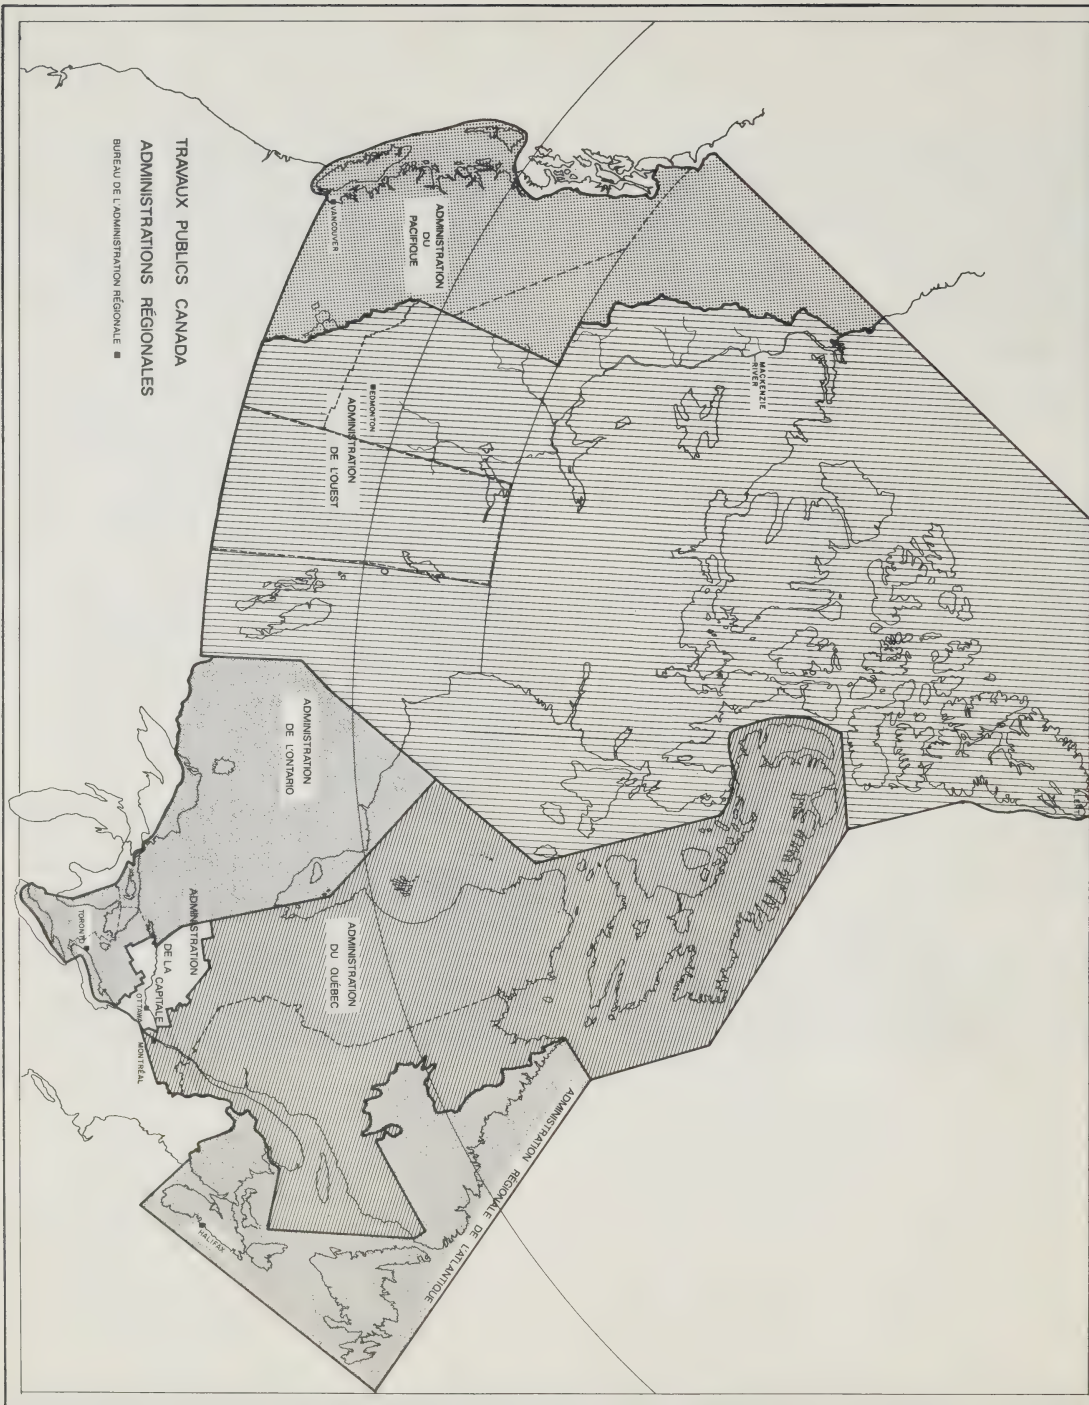 TRAVAUX PUBLICS CANADA
ADMINISTRATIONS RÉGIONALES
BUREAU DE L'ADMINISTRATION RÉGIONALE ■
ADMINISTRATION
DU
PACIFIQUE
VANCOUVER
MACKENZIE
RIVER
EDMONTON
ADMINISTRATION
DE L'OUEST
ADMINISTRATION
DE L'ONTARIO
ADMINISTRATION
DE LA CAPITALE
TORONTO
OTTAWA
MONTRÉAL
ADMINISTRATION
DU QUÉBEC
ADMINISTRATION RÉGIONALE DE L'ATLANTIQUE
HALIFAX